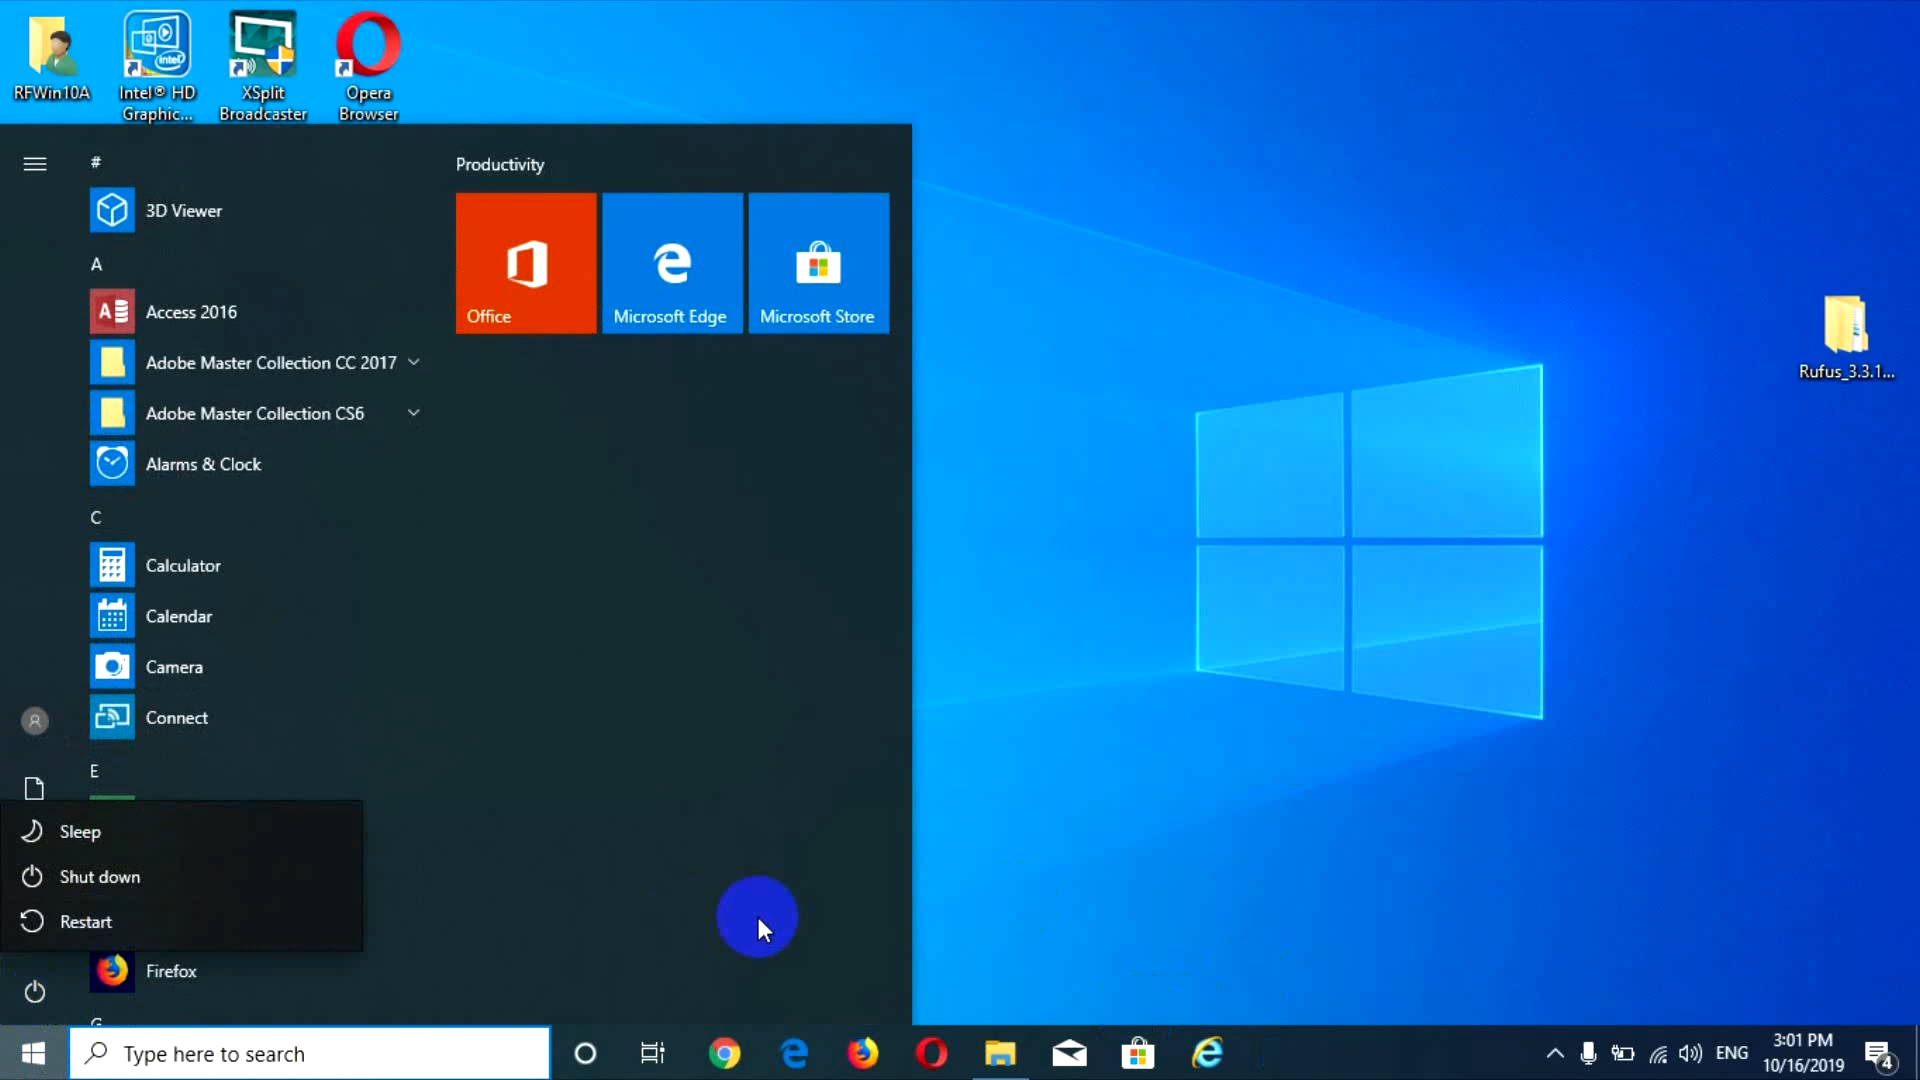 RFWin10A
Intel® HD
Graphic...
XSplit
Broadcaster
Opera
Browser
intel
#
3D Viewer
A
Access 2016
Adobe Master Collection CC 2017
Adobe Master Collection CS6
Alarms & Clock
C
Calculator
Calendar
Camera
Connect
E
Sleep
Shut down
Restart
Firefox
G
Productivity
Office
Microsoft Edge
Microsoft Store
Rufus_3.3.1...
Type here to search
ENG
3:01 PM
10/16/2019
4